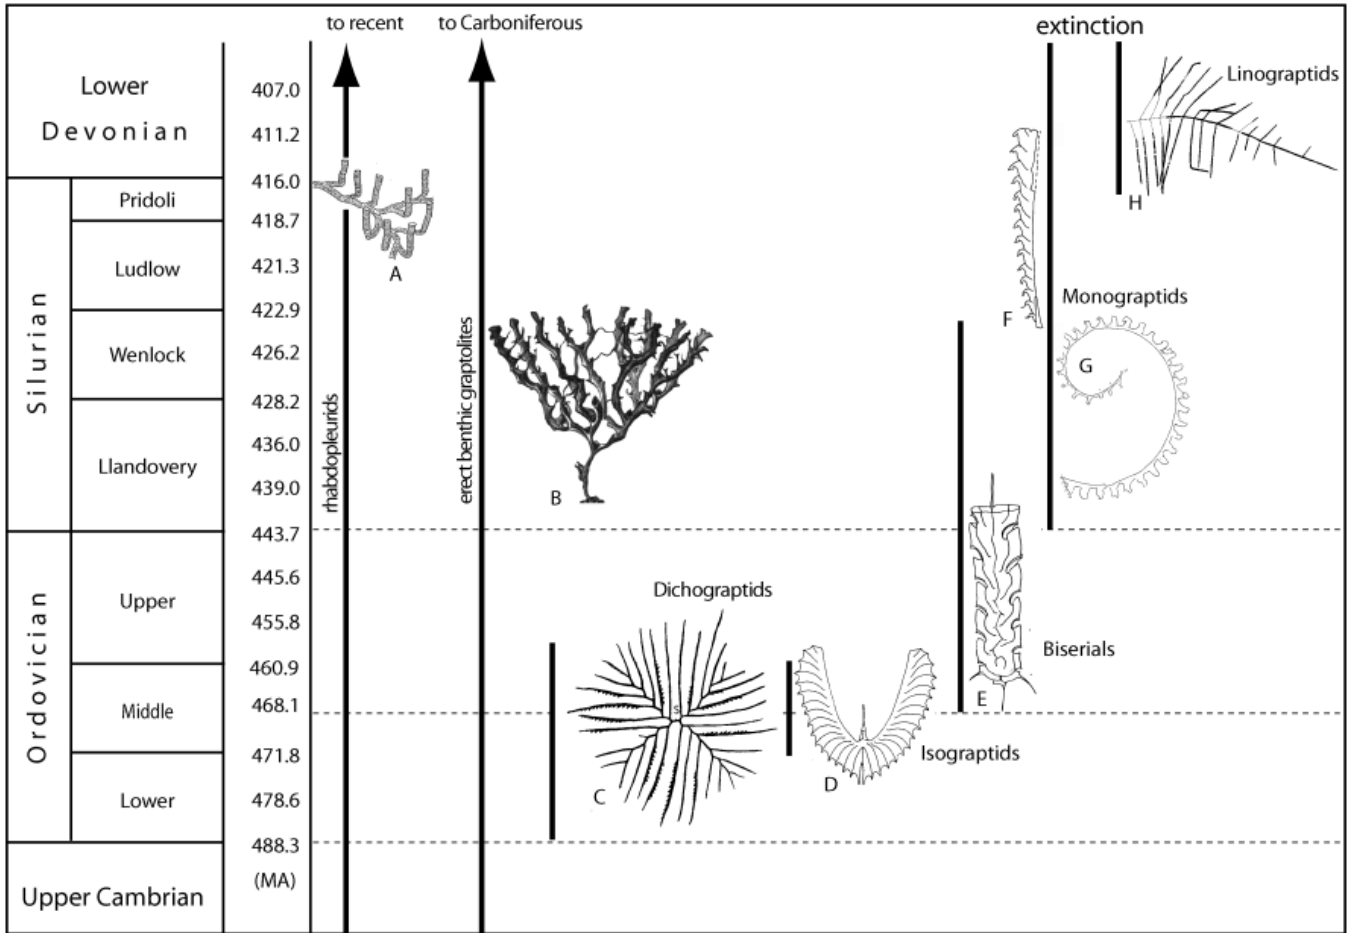 to recent
to Carboniferous
extinction
Lower
Devonian
407.0
411.2
416.0
Linograptids
H
Silurian
Pridoli
418.7
Ludlow
421.3
A
422.9
Wenlock
426.2
428.2
Llandovery
436.0
439.0
443.7
rhabdopleurids
erect benthic graptolites
B
Monograptids
F
G
Ordovician
Upper
445.6
455.8
460.9
Middle
468.1
471.8
Lower
478.6
488.3
(MA)
Dichograptids
s
C
D
Isograptids
E
Biserials
Upper Cambrian